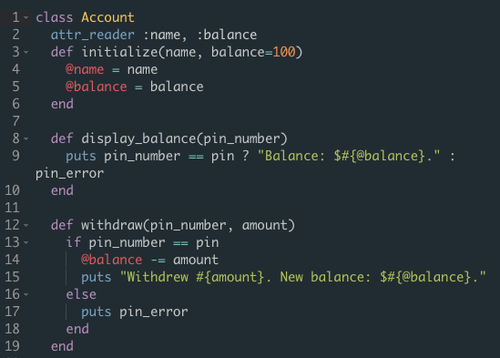 1 class Account
2 attr_reader :name, :balance
3 def initialize(name, balance=100)
4 @name = name
5 @balance = balance
6 end
7
8 def display_balance(pin_number)
9 puts pin_number == pin ? "Balance: $#{@balance}." :
pin_error
10 end
11
12 def withdraw(pin_number, amount)
13 if pin_number == pin
14 @balance -= amount
15 puts "Withdrew #{amount}. New balance: $#{@balance}."
16 else
17 puts pin_error
18 end
19 end